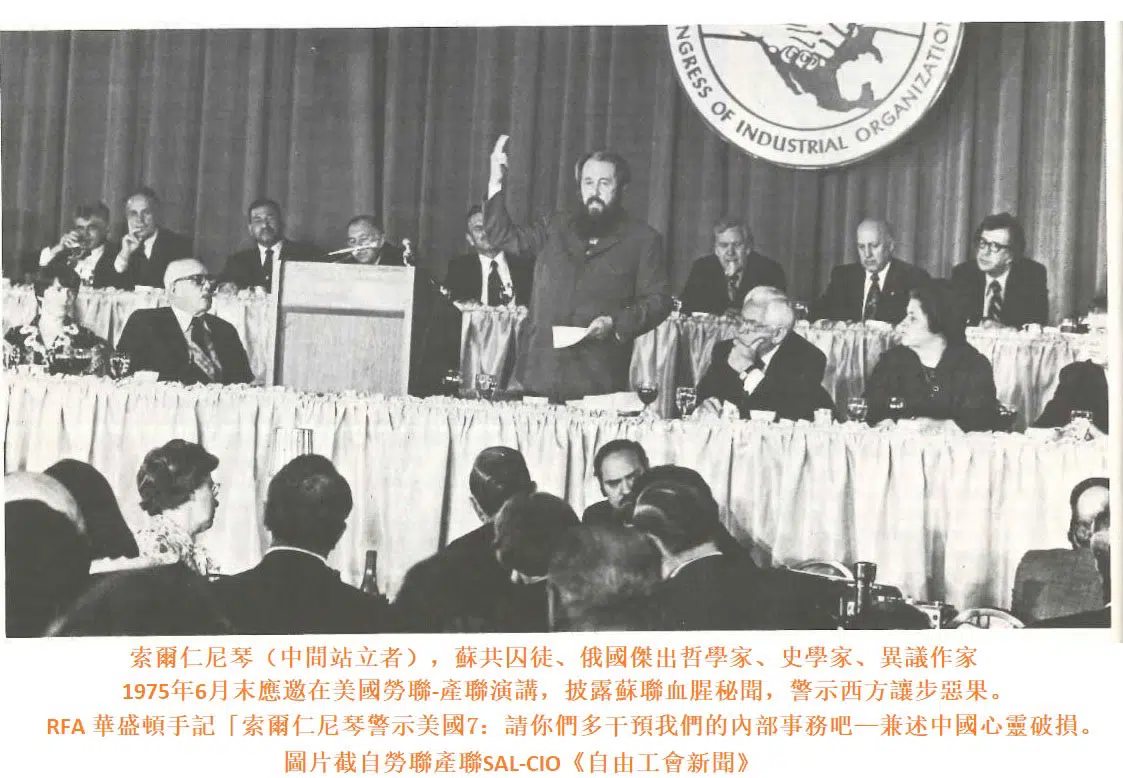 NGRESS OF INDUSTRIAL ORGANIZATION
索爾仁尼琴（中間站立者），蘇共囚徒、俄國傑出哲學家、史學家、異議作家
1975年6月末應邀在美國勞聯-產聯演講，披露蘇聯血腥秘聞，警示西方讓步惡果。
RFA 華盛頓手記「索爾仁尼琴警示美國7：請你們多干預我們的內部事務吧—兼述中國心靈破損。
圖片截自勞聯產聯SAL-CIO《自由工會新聞》